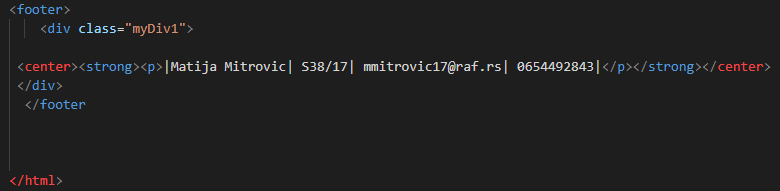 <footer>
<div class="myDiv1">
<center><strong><p>|Matija Mitrovic| S38/17| mmitrovic17@raf.rs| 0654492843|</p></strong></center>
</div>
</footer
</html>